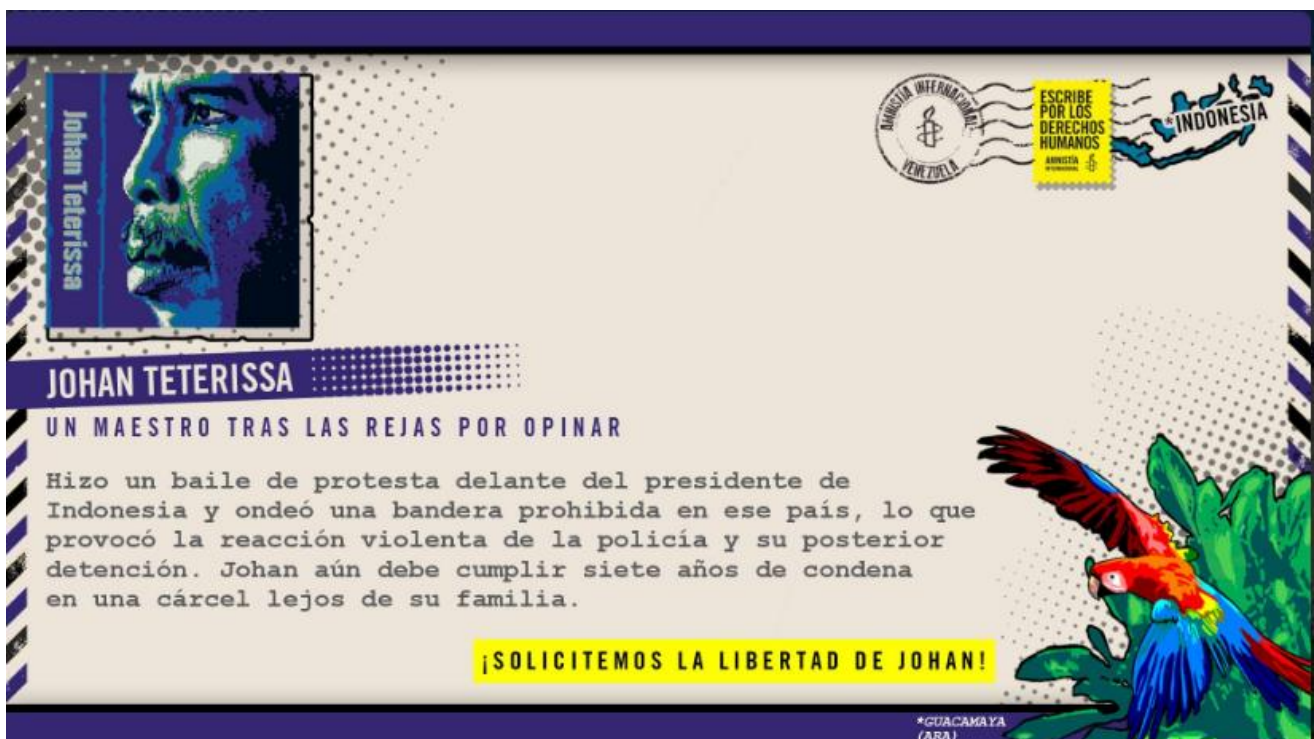 Johan Teterissa
AMNISTÍA INTERNACIONAL
VENEZUELA
ESCRIBE
POR LOS
DERECHOS
HUMANOS
AMNISTÍA
INTERNACIONAL
*INDONESIA
JOHAN TETERISSA
UN MAESTRO TRAS LAS REJAS POR OPINAR
Hizo un baile de protesta delante del presidente de
Indonesia y ondeó una bandera prohibida en ese país, lo que
provocó la reacción violenta de la policía y su posterior
detención. Johan aún debe cumplir siete años de condena
en una cárcel lejos de su familia.
¡SOLICITEMOS LA LIBERTAD DE JOHAN!
*GUACAMAYA
(ARA)